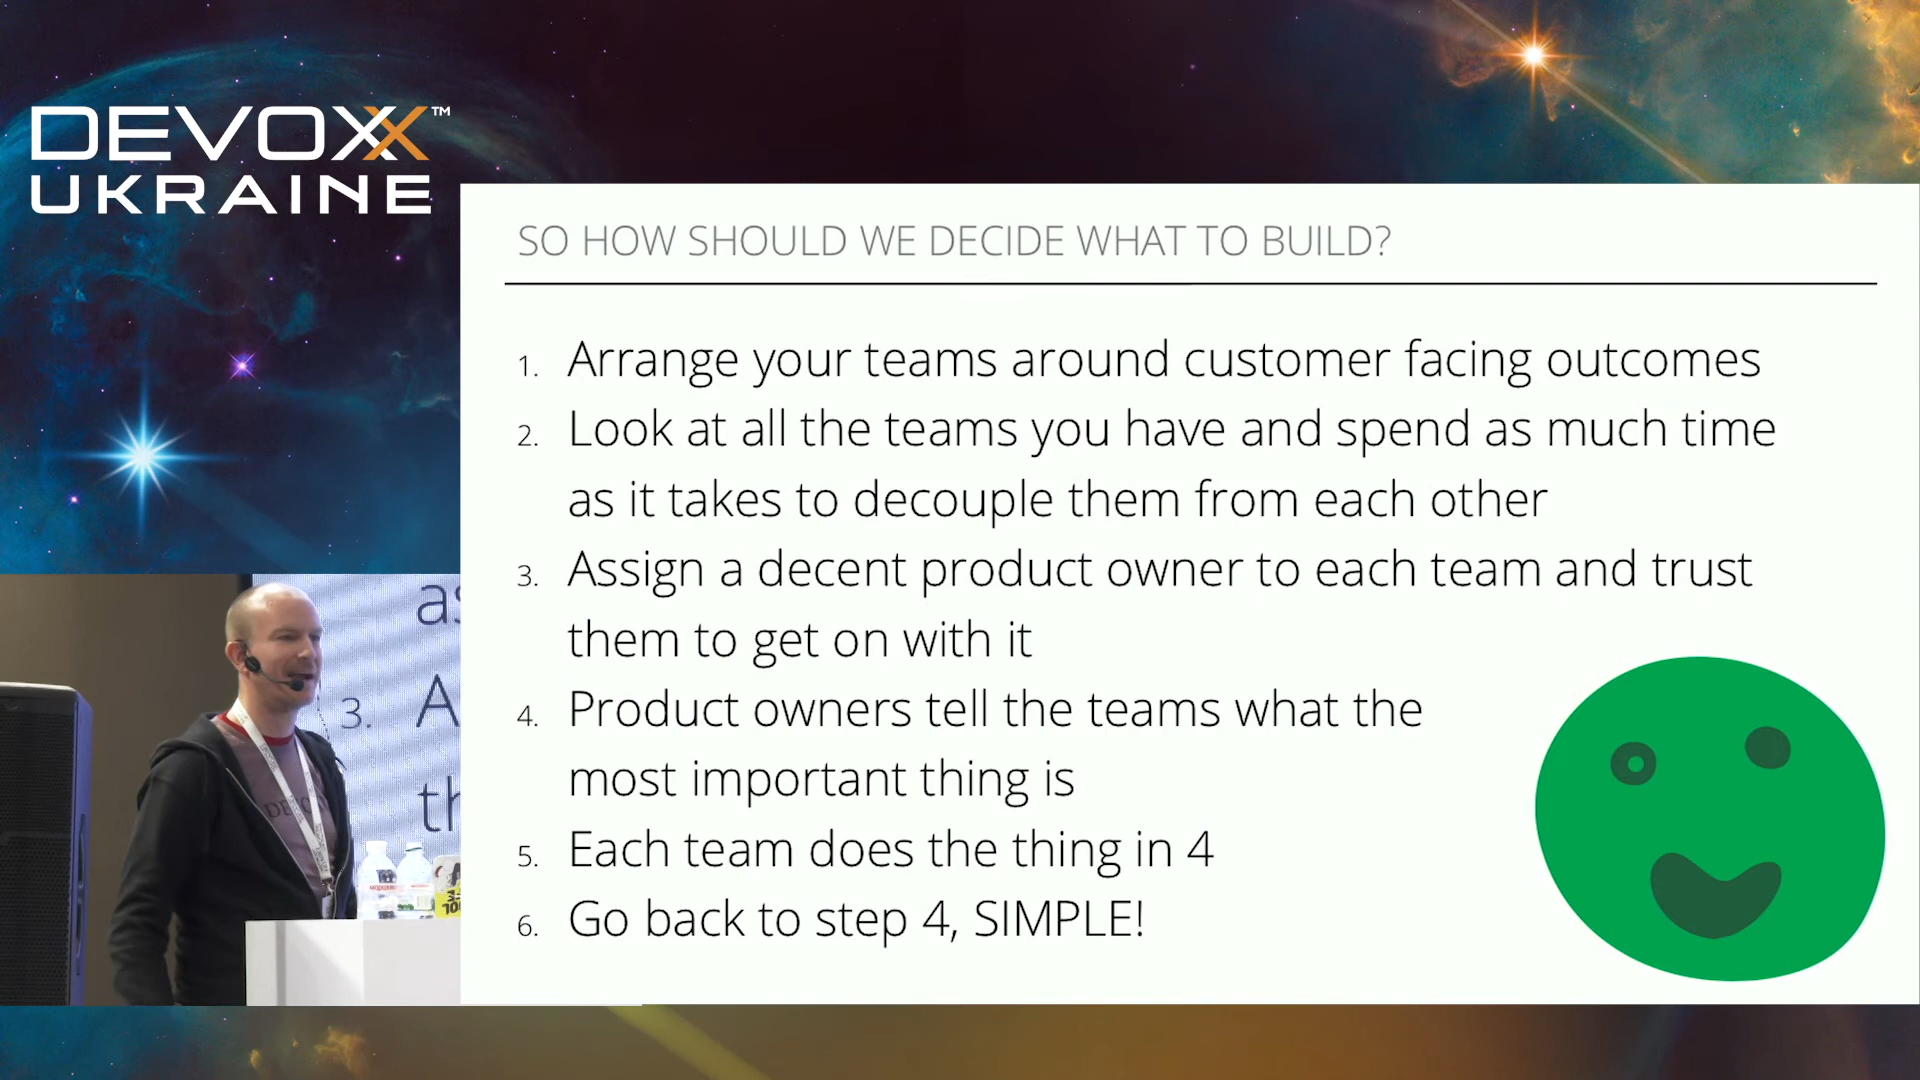 DEVOXX™
UKRAINE
SO HOW SHOULD WE DECIDE WHAT TO BUILD?
1. Arrange your teams around customer facing outcomes
2. Look at all the teams you have and spend as much time
as it takes to decouple them from each other
3. Assign a decent product owner to each team and trust
them to get on with it
4. Product owners tell the teams what the
most important thing is
5. Each team does the thing in 4
6. Go back to step 4, SIMPLE!
as
3. A
th